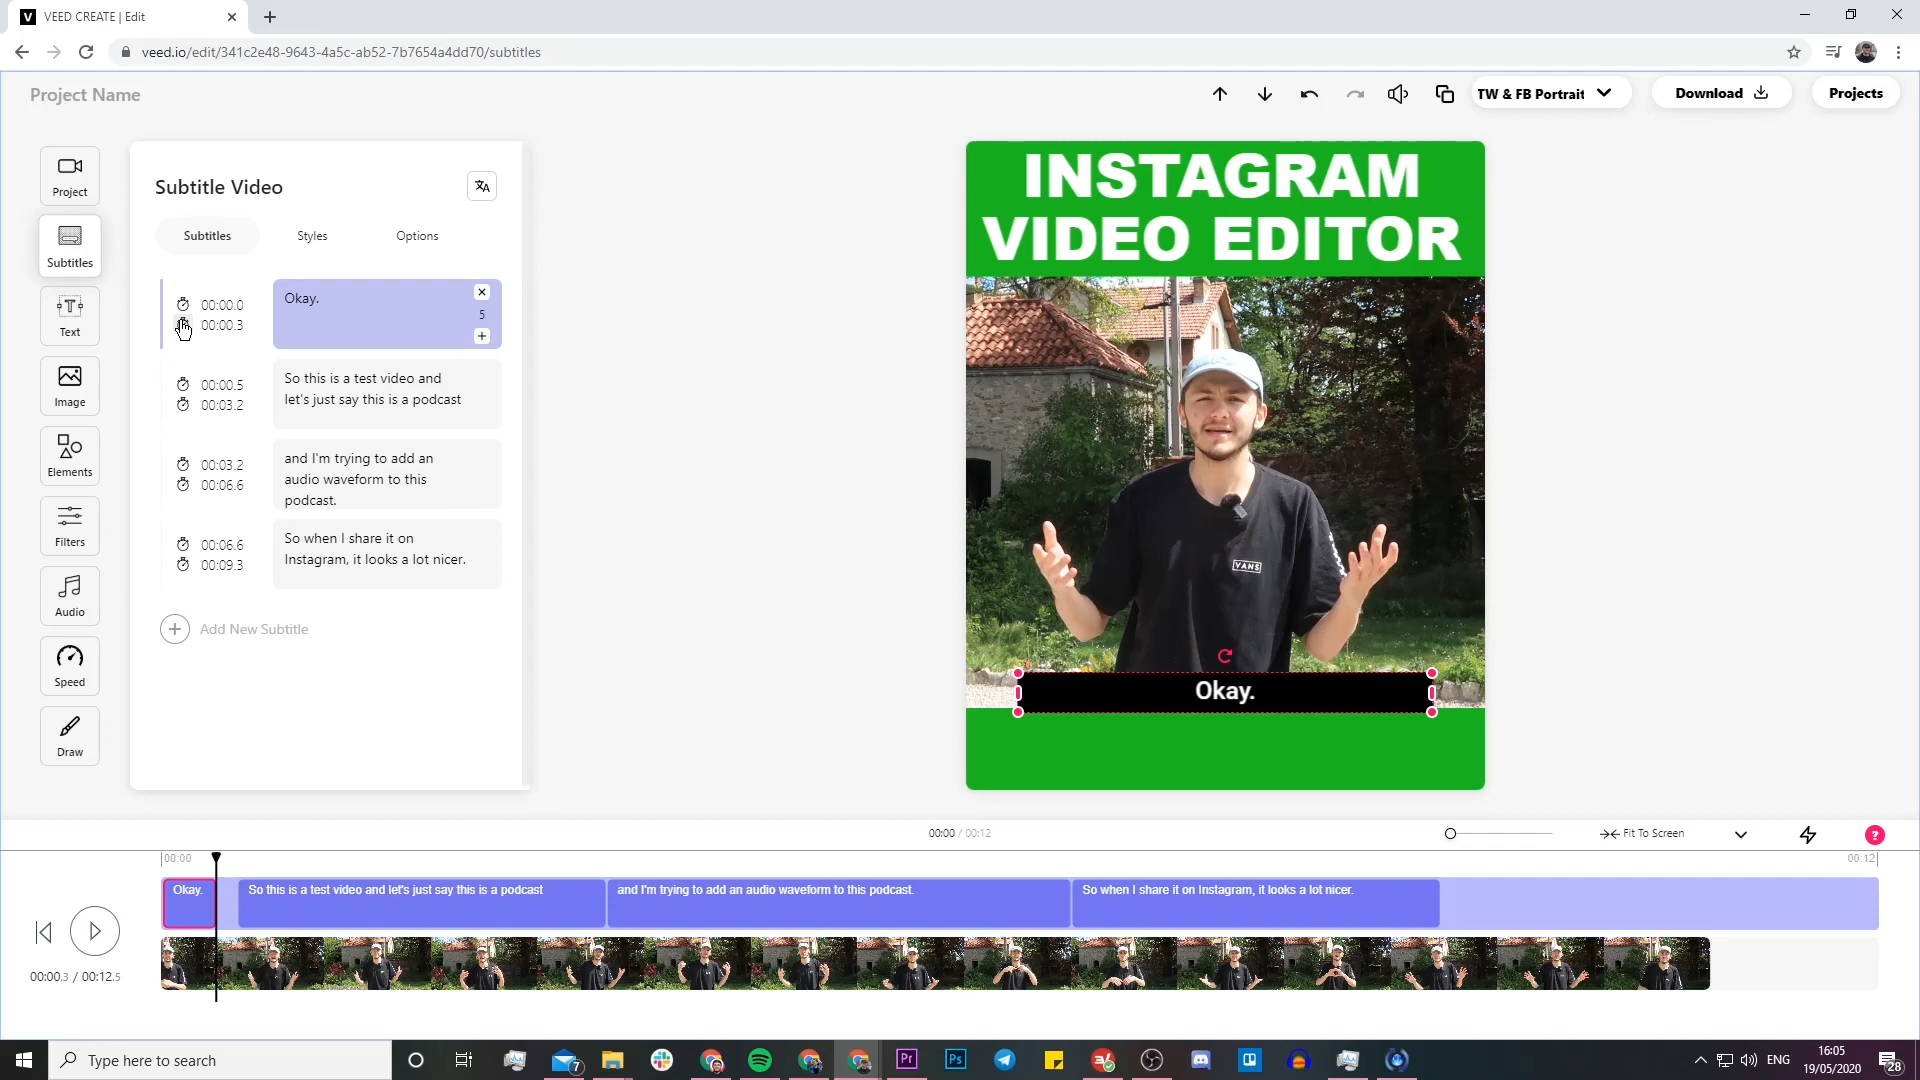 VEED CREATE | Edit
veed.io/edit/341c2e48-9643-4a5c-ab52-7b7654a4dd70/subtitles
Project Name
TW & FB Portrait
Download
Projects
Project
Subtitles
Text
Image
Elements
Filters
Audio
Speed
Draw
Subtitle Video
Subtitles
Styles
Options
00:00.0
00:00.3
Okay.
5
00:00.5
00:03.2
So this is a test video and
let's just say this is a podcast
00:03.2
00:06.6
and I'm trying to add an
audio waveform to this
podcast.
00:06.6
00:09.3
So when I share it on
Instagram, it looks a lot nicer.
Add New Subtitle
INSTAGRAM
VIDEO EDITOR
VANS
Okay.
00:00 / 00:12
Fit To Screen
?
00:00
00:12
Okay.
So this is a test video and let's just say this is a podcast
and I'm trying to add an audio waveform to this podcast.
So when I share it on Instagram, it looks a lot nicer.
00:00.3 / 00:12.5
Type here to search
7
Pr
Ps
ENG
16:05
19/05/2020
28